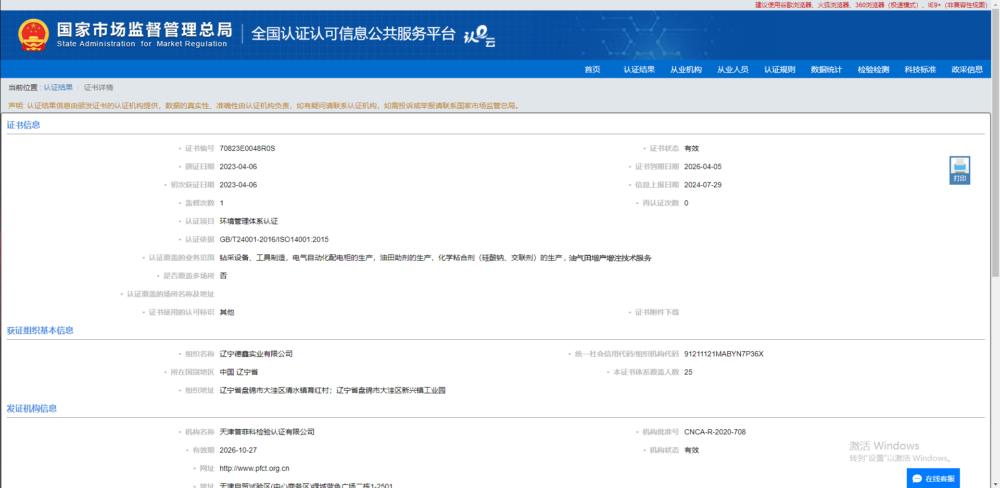 建议使用谷歌浏览器、火狐浏览器、360浏览器（极速模式）、IE9+（非兼容性视图）
国家市场监督管理总局
State Administration for Market Regulation
全国认证认可信息公共服务平台
认e云
首页 认证结果 从业机构 从业人员 认证规则 数据统计 检验检测 科技标准 政采信息
当前位置 : 认证结果 / 证书详情
声明: 认证结果信息由颁发证书的认证机构提供，数据的真实性、准确性由认证机构负责，如有疑问请联系认证机构，如需投诉或举报请联系国家市场监管总局。
证书信息
证书编号 70823E0048R0S 证书状态 有效
颁证日期 2023-04-06 证书到期日期 2026-04-05
初次获证日期 2023-04-06 信息上报日期 2024-07-29
打印
监督次数 1 再认证次数 0
认证项目 环境管理体系认证
认证依据 GB/T24001-2016/ISO14001:2015
认证覆盖的业务范围 钻采设备、工具制造，电气自动化配电柜的生产，油田助剂的生产，化学粘合剂（硅酸钠、交联剂）的生产，油气田增产增注技术服务
是否覆盖多场所 否
认证覆盖的场所名称及地址
证书使用的认可标识 其他 证书附件下载
获证组织基本信息
组织名称 辽宁德鑫实业有限公司 统一社会信用代码/组织机构代码 91211121MABYN7P36X
所在国别地区 中国 辽宁省 本证书体系覆盖人数 25
组织地址 辽宁省盘锦市大洼区清水镇育红村；辽宁省盘锦市大洼区新兴镇工业园
发证机构信息
机构名称 天津普菲科检验认证有限公司 机构批准号 CNCA-R-2020-708
有效期 2026-10-27 机构状态 有效
网址 http://www.pfct.org.cn
地址 天津自贸试验区(中心商务区)绿城蓝色广场二栋1-2501
激活 Windows
转到"设置"以激活 Windows。
在线客服